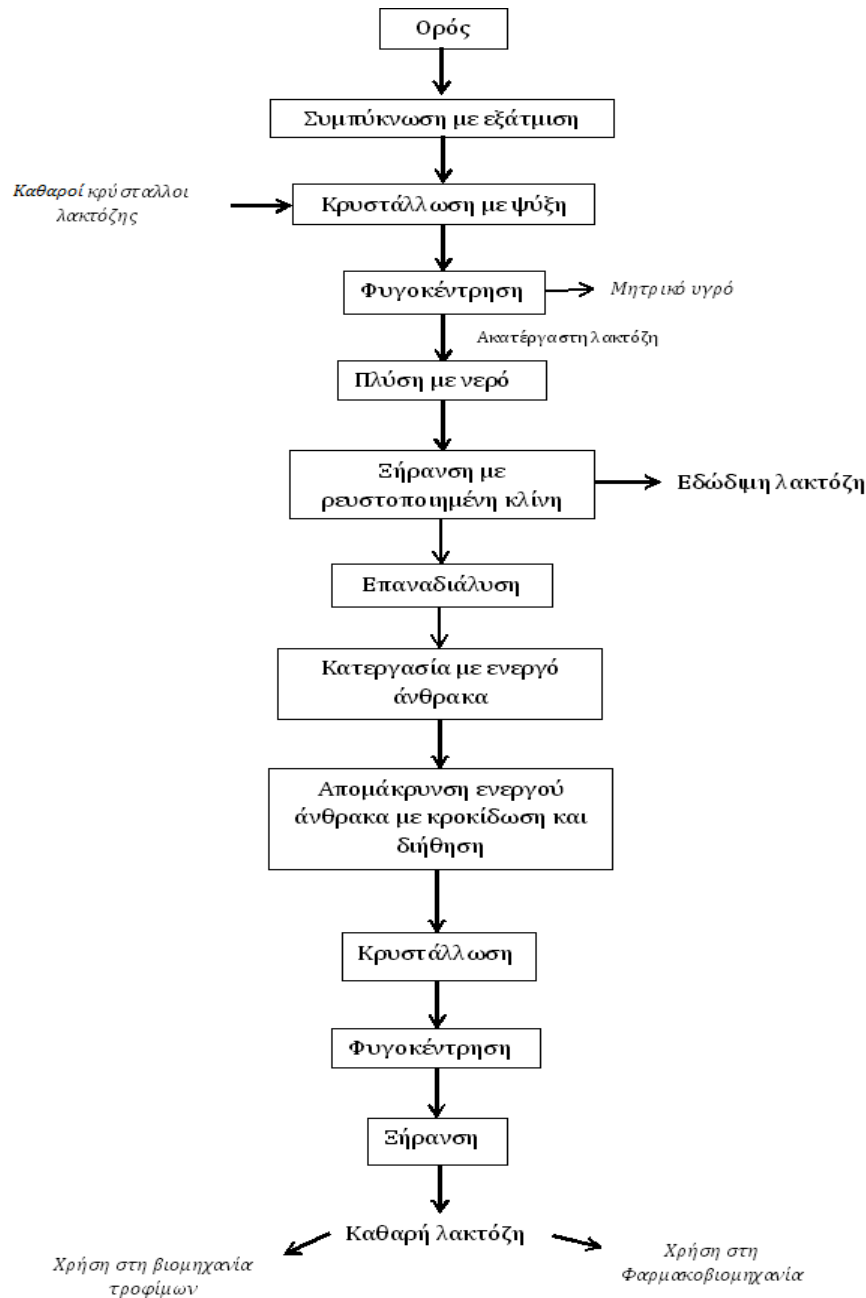 Ορός
Συμπύκνωση με εξάτμιση
Καθαροί κρύσταλλοι
λακτόζης
Κρυστάλλωση με ψύξη
Φυγοκέντρηση
Μητρικό υγρό
Ακατέργαστη λακτόζη
Πλύση με νερό
Ξήρανση με
ρευστοποιημένη κλίνη
Εδώδιμη λακτόζη
Επαναδιάλυση
Κατεργασία με ενεργό
άνθρακα
Απομάκρυνση ενεργού
άνθρακα με κροκίδωση και
διήθηση
Κρυστάλλωση
Φυγοκέντρηση
Ξήρανση
Καθαρή λακτόζη
Χρήση στη βιομηχανία
τροφίμων
Χρήση στη
Φαρμακοβιομηχανία